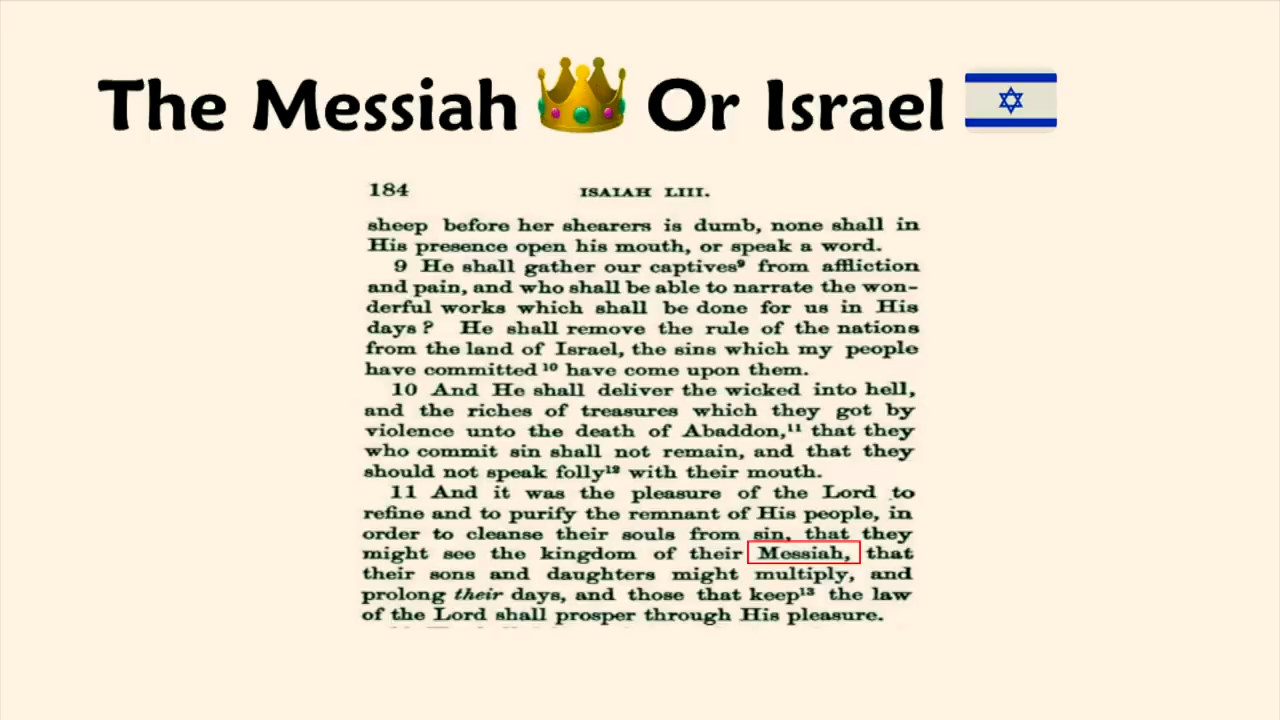 The Messiah 👑 Or Israel 🇮🇱
184 ISAIAH LIII.
sheep before her shearers is dumb, none shall in
His presence open his mouth, or speak a word.
9 He shall gather our captives⁹ from affliction
and pain, and who shall be able to narrate the won-
derful works which shall be done for us in His
days? He shall remove the rule of the nations
from the land of Israel, the sins which my people
have committed¹⁰ have come upon them.
10 And He shall deliver the wicked into hell,
and the riches of treasures which they got by
violence unto the death of Abaddon,¹¹ that they
who commit sin shall not remain, and that they
should not speak folly¹² with their mouth.
11 And it was the pleasure of the Lord to
refine and to purify the remnant of His people, in
order to cleanse their souls from sin, that they
might see the kingdom of their Messiah, that
their sons and daughters might multiply, and
prolong their days, and those that keep¹³ the law
of the Lord shall prosper through His pleasure.